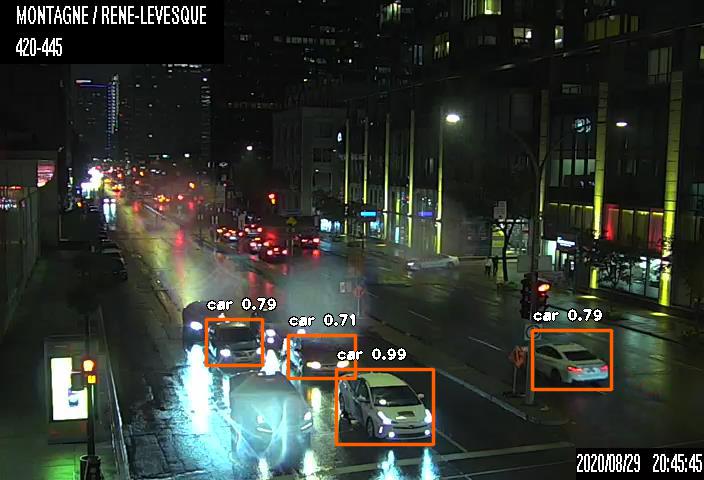 MONTAGNE / RENE-LEVESQUE
420-445
car 0.79
car 0.71
car 0.79
car 0.99
2020/08/29 20:45:45